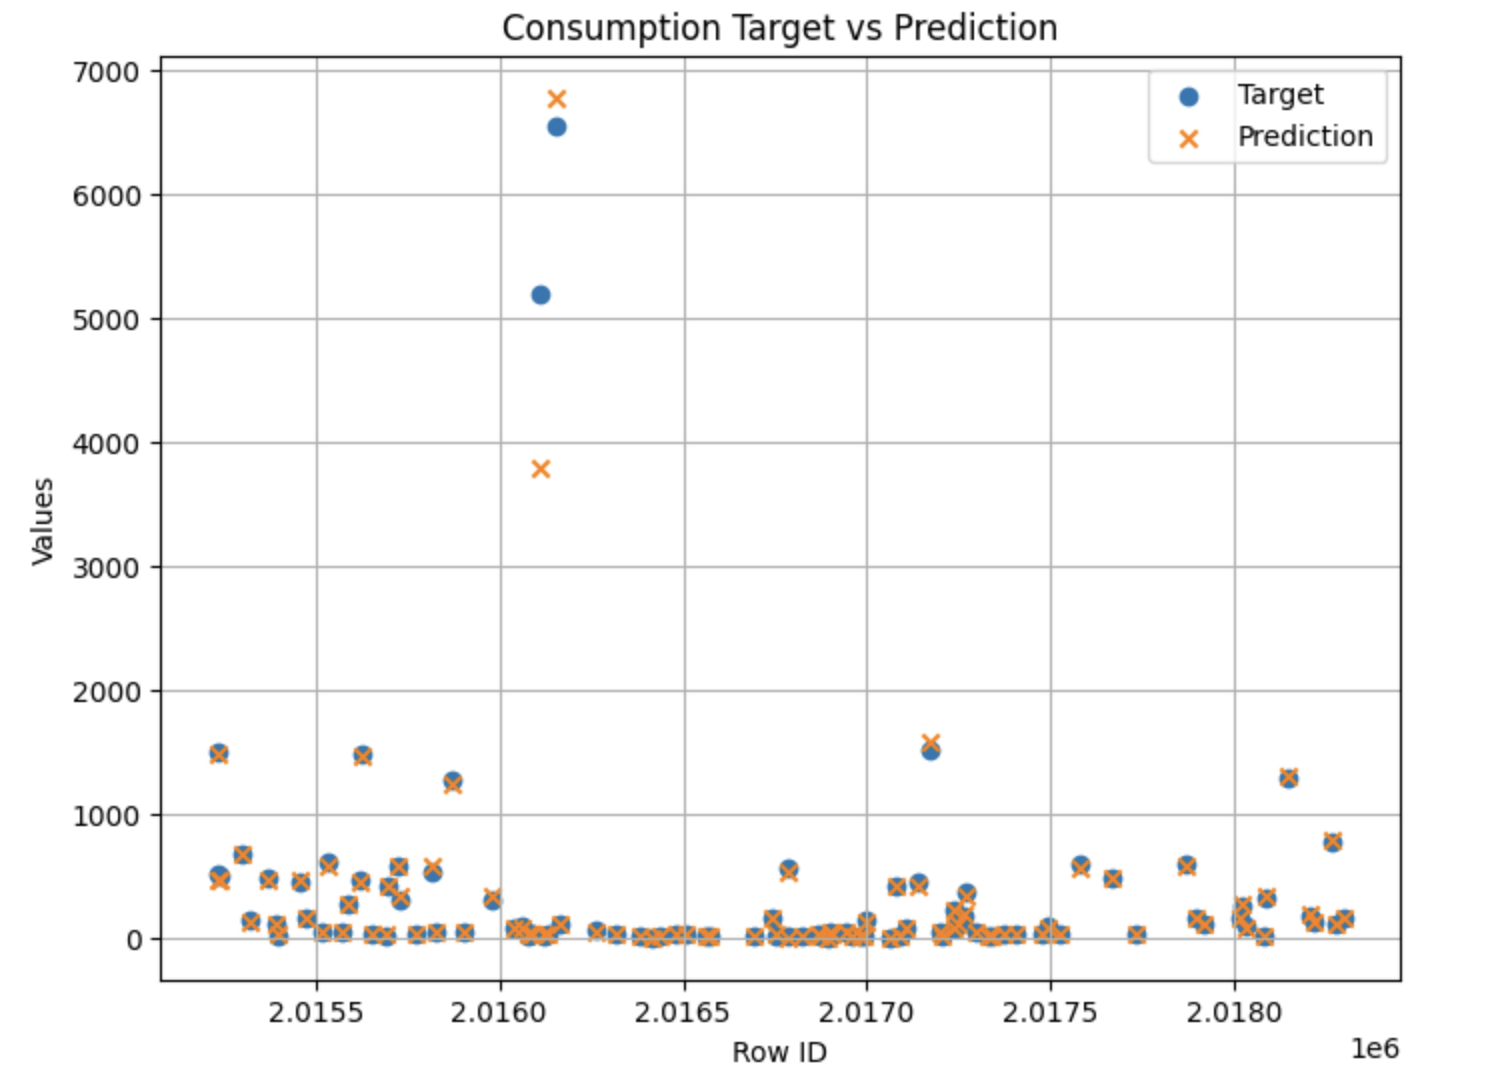 Consumption Target vs Prediction
Target
Prediction
7000
6000
5000
4000
3000
2000
1000
0
Values
2.0155 2.0160 2.0165 2.0170 2.0175 2.0180
Row ID
1e6